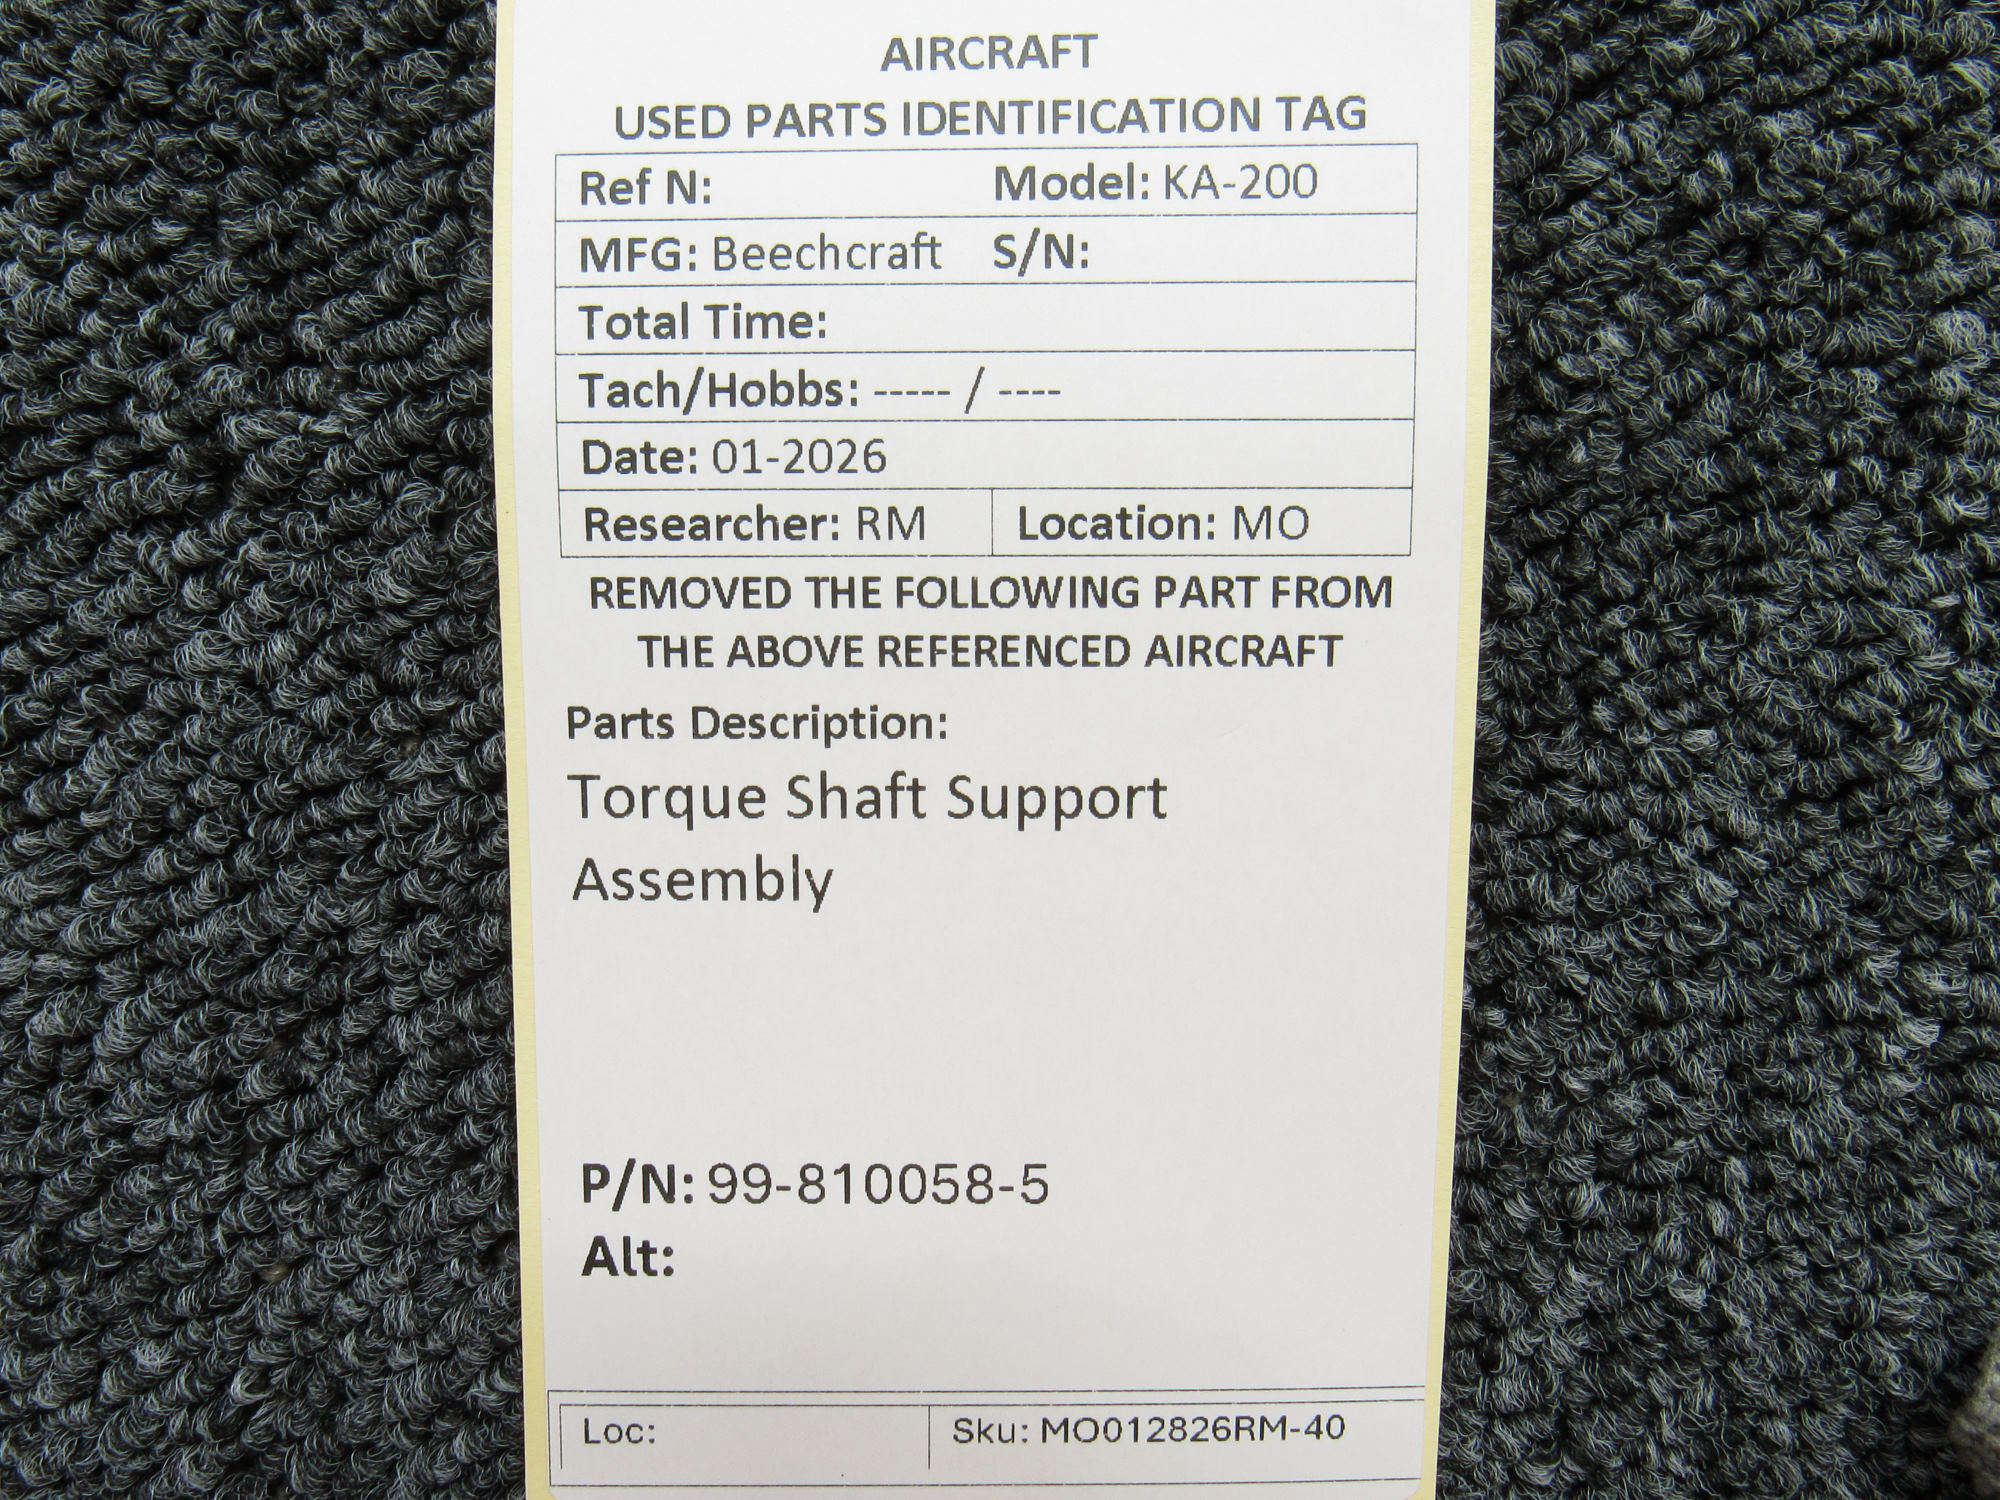 AIRCRAFT
USED PARTS IDENTIFICATION TAG
Ref N: Model: KA-200
MFG: Beechcraft S/N:
Total Time:
Tach/Hobbs: ----- / ----
Date: 01-2026
Researcher: RM Location: MO
REMOVED THE FOLLOWING PART FROM
THE ABOVE REFERENCED AIRCRAFT
Parts Description:
Torque Shaft Support
Assembly
P/N: 99-810058-5
Alt:
Loc: Sku: MO012826RM-40